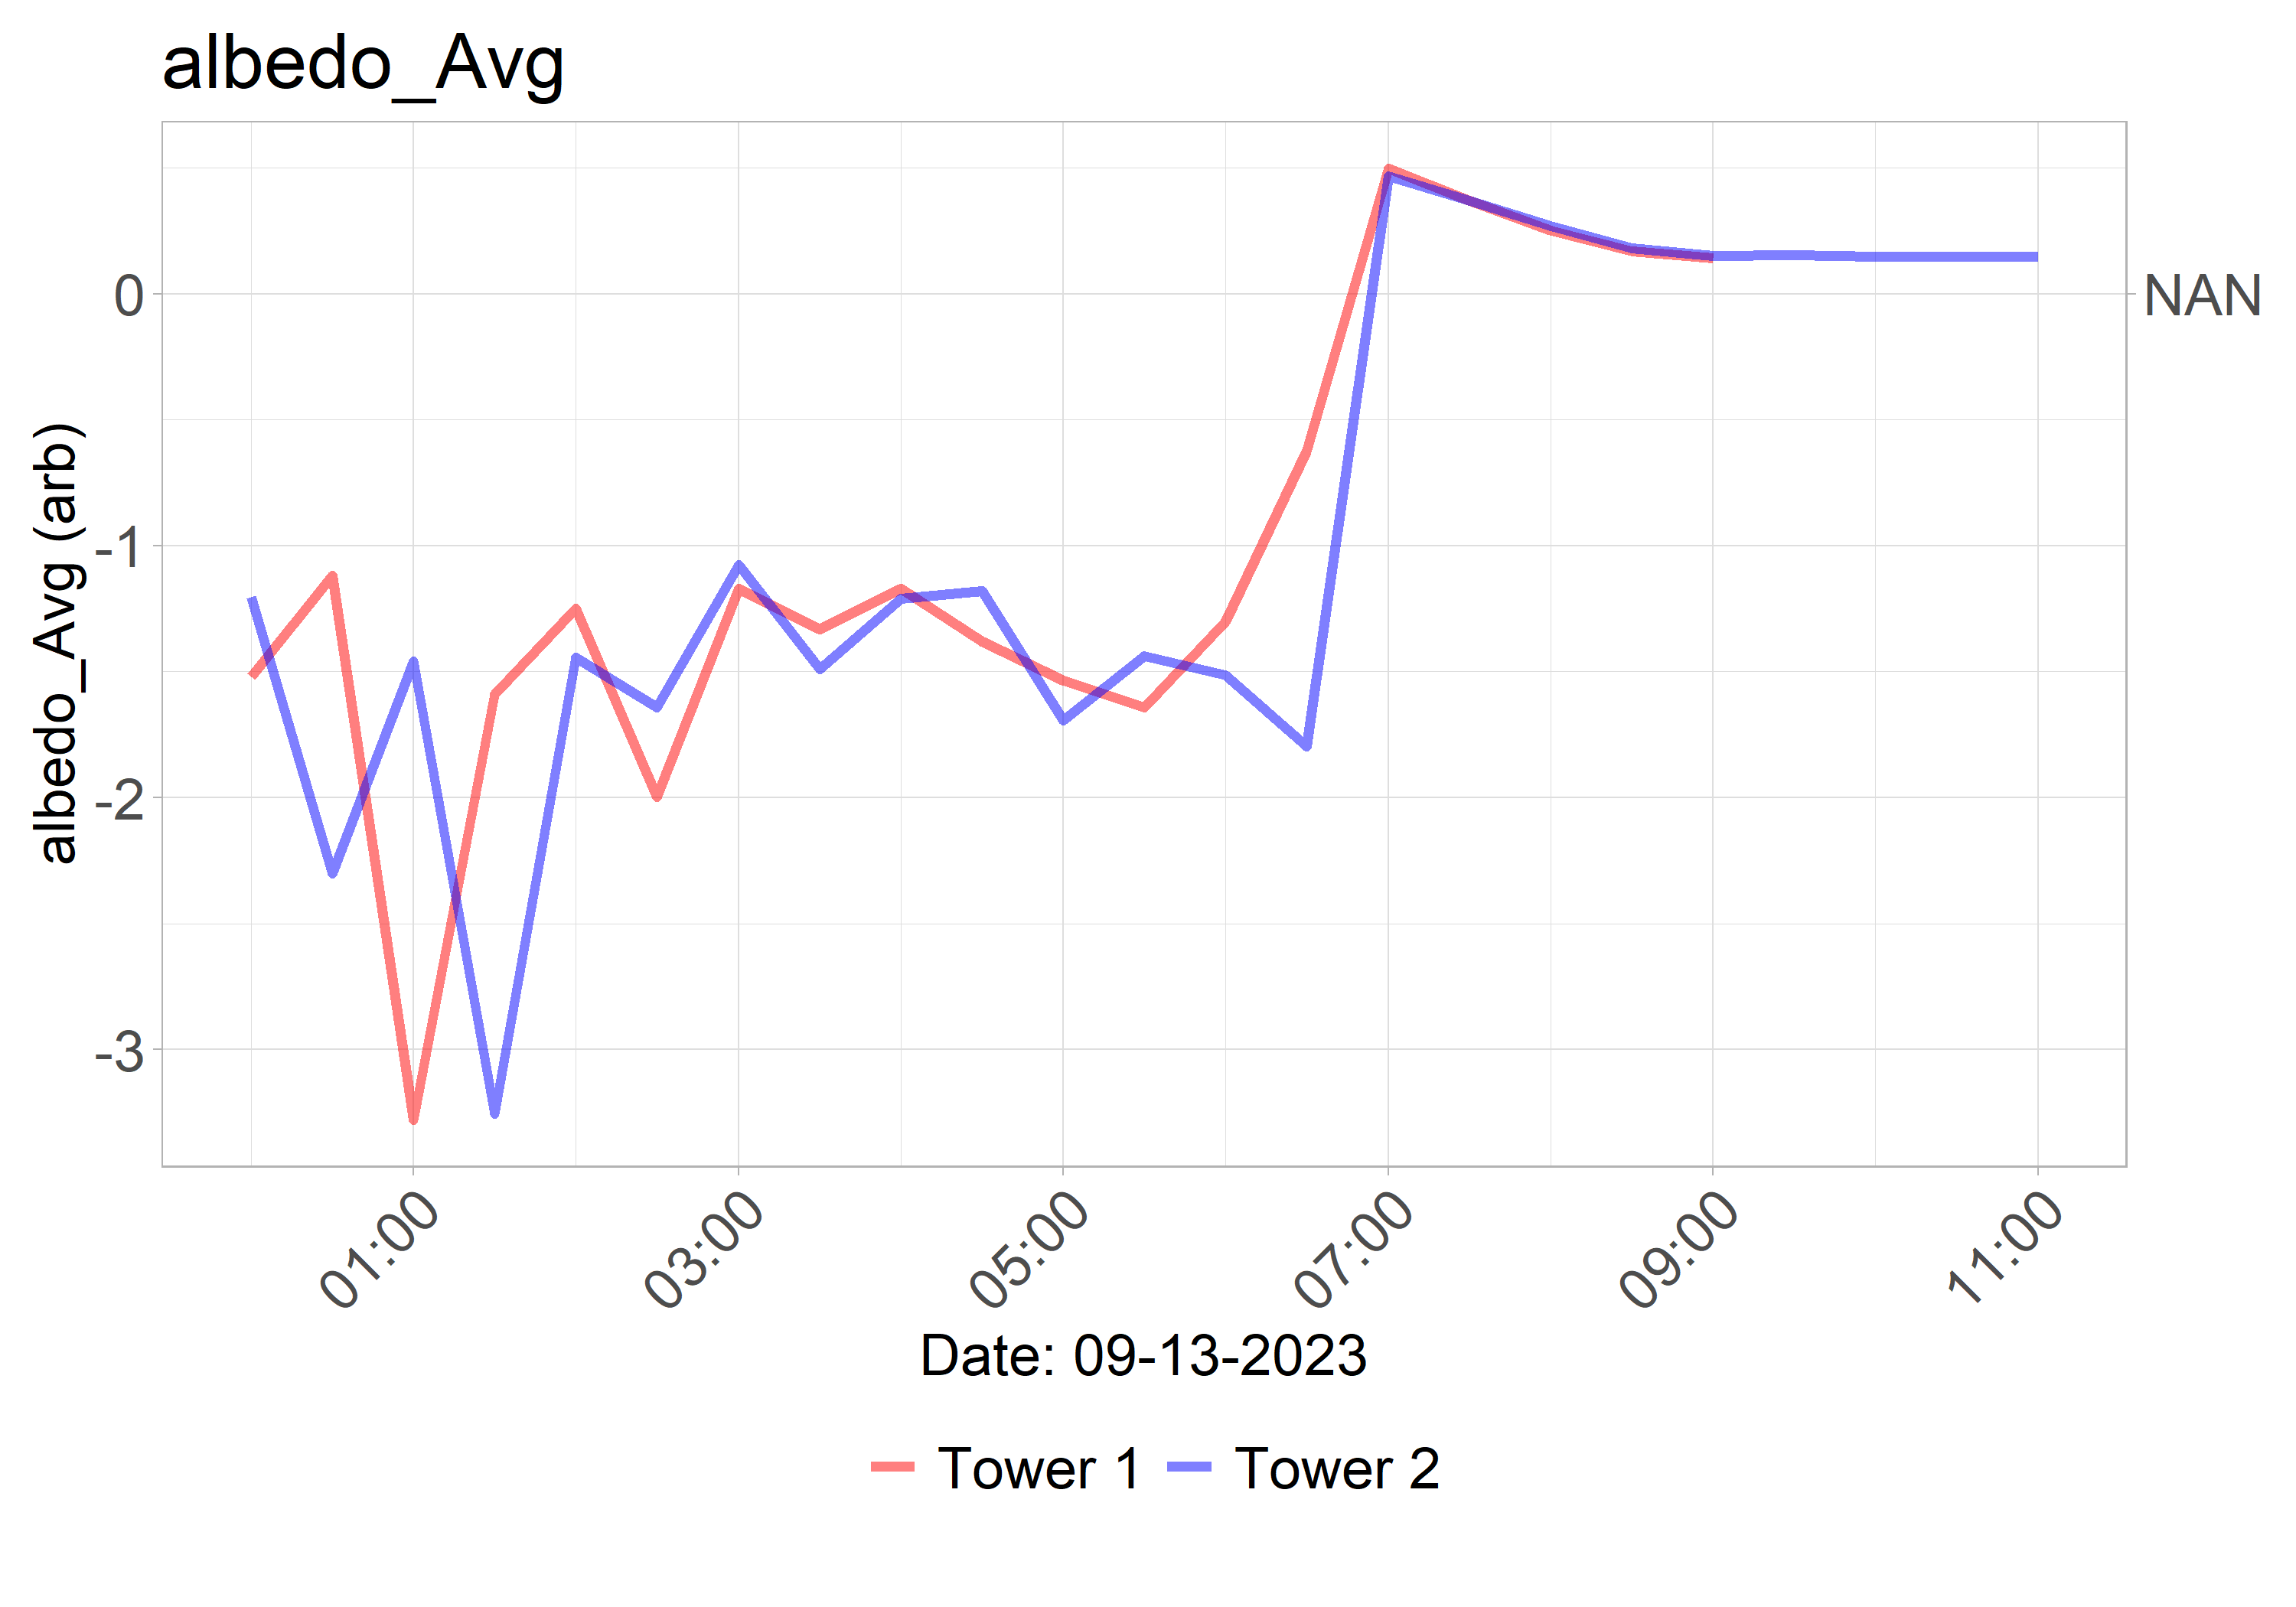 albedo_Avg
albedo_Avg (arb)
0
-1
-2
-3
NAN
01:00
03:00
05:00
07:00
09:00
11:00
Date: 09-13-2023
Tower 1
Tower 2